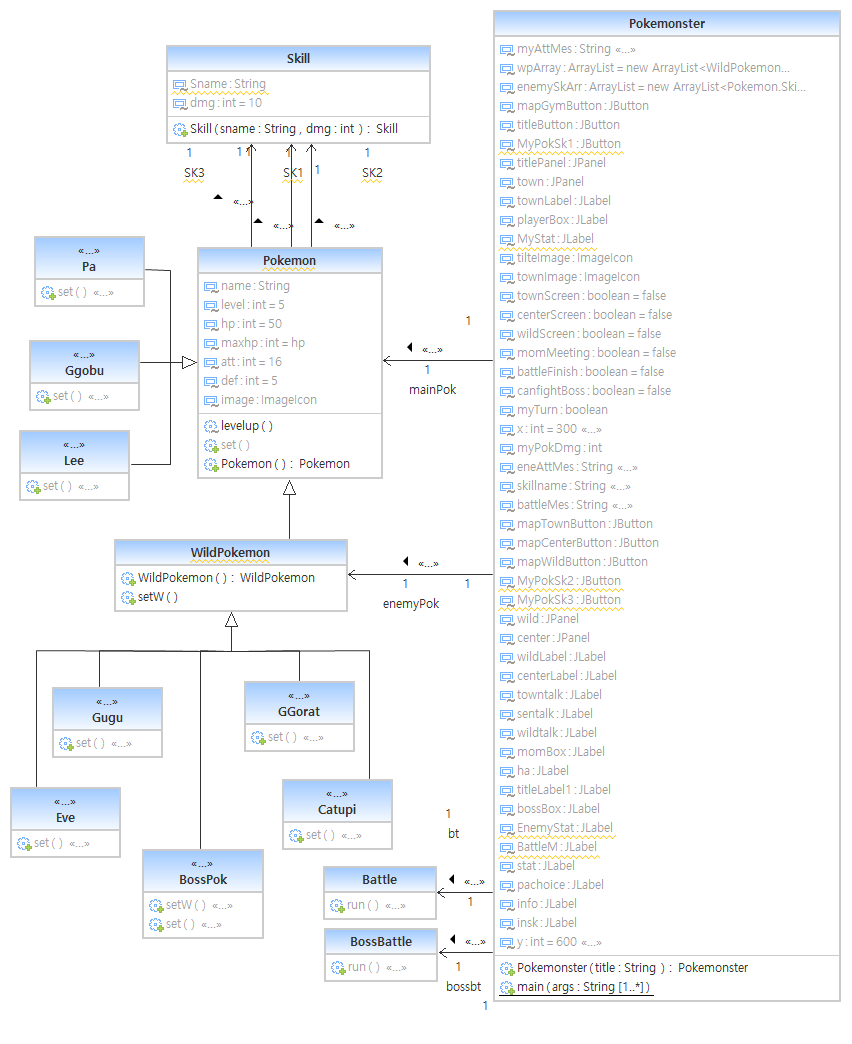 Skill
Sname : String
dmg : int = 10
Skill ( sname : String , dmg : int ) : Skill
1
1
1
1
1
1
SK3
SK1
SK2
«...»
«...»
«...»
«...»
Pa
set ( ) «...»
«...»
Ggobu
set ( ) «...»
«...»
Lee
set ( ) «...»
Pokemon
name : String
level : int = 5
hp : int = 50
maxhp : int = hp
att : int = 16
def : int = 5
image : ImageIcon
levelup ( )
set ( )
Pokemon ( ) : Pokemon
1
«...»
1
mainPok
WildPokemon
WildPokemon ( ) : WildPokemon
setW ( )
«...»
1
1
enemyPok
«...»
Gugu
set ( ) «...»
«...»
GGorat
set ( ) «...»
«...»
Eve
set ( ) «...»
«...»
Catupi
set ( ) «...»
«...»
BossPok
setW ( ) «...»
set ( ) «...»
1
bt
Battle
run ( ) «...»
«...»
1
BossBattle
run ( ) «...»
«...»
1
bossbt
1
Pokemonster
myAttMes : String «...»
wpArray : ArrayList = new ArrayList<WildPokemon...
enemySkArr : ArrayList = new ArrayList<Pokemon.Ski...
mapGymButton : JButton
titleButton : JButton
MyPokSk1 : JButton
titlePanel : JPanel
town : JPanel
townLabel : JLabel
playerBox : JLabel
MyStat : JLabel
tilteImage : ImageIcon
townImage : ImageIcon
townScreen : boolean = false
centerScreen : boolean = false
wildScreen : boolean = false
momMeeting : boolean = false
battleFinish : boolean = false
canfightBoss : boolean = false
myTurn : boolean
x : int = 300 «...»
myPokDmg : int
eneAttMes : String «...»
skillname : String «...»
battleMes : String «...»
mapTownButton : JButton
mapCenterButton : JButton
mapWildButton : JButton
MyPokSk2 : JButton
MyPokSk3 : JButton
wild : JPanel
center : JPanel
wildLabel : JLabel
centerLabel : JLabel
towntalk : JLabel
sentalk : JLabel
wildtalk : JLabel
momBox : JLabel
ha : JLabel
titleLabel1 : JLabel
bossBox : JLabel
EnemyStat : JLabel
BattleM : JLabel
stat : JLabel
pachoice : JLabel
info : JLabel
insk : JLabel
y : int = 600 «...»
Pokemonster ( title : String ) : Pokemonster
main ( args : String [1..*] )